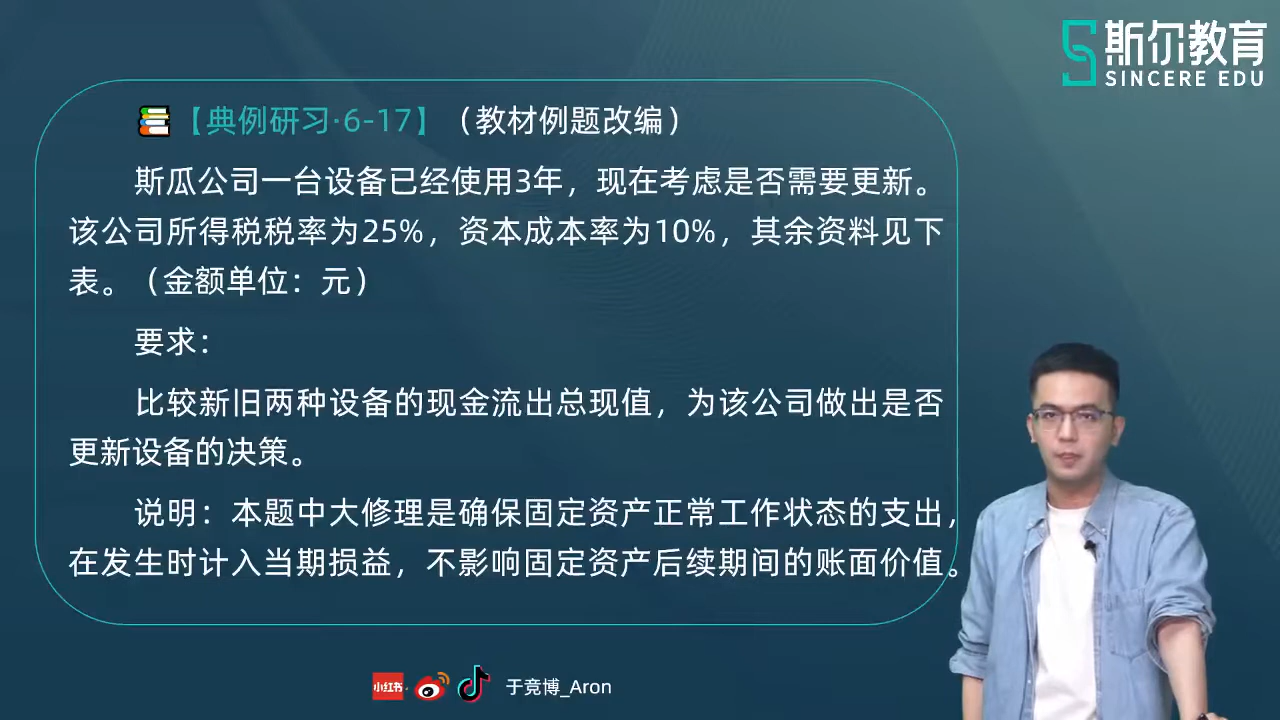 斯尔教育
SINCERE EDU
【典例研习·6-17】（教材例题改编）
斯瓜公司一台设备已经使用3年，现在考虑是否需要更新。
该公司所得税税率为25%，资本成本率为10%，其余资料见下
表。（金额单位：元）
要求：
比较新旧两种设备的现金流出总现值，为该公司做出是否
更新设备的决策。
说明：本题中大修理是确保固定资产正常工作状态的支出，
在发生时计入当期损益，不影响固定资产后续期间的账面价值。
小红书 于竞博_Aron